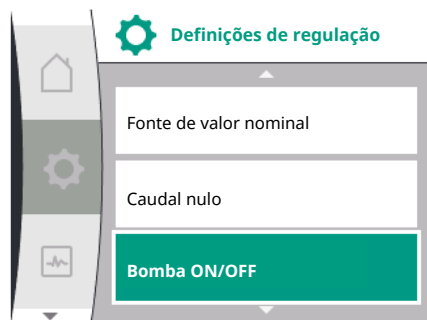 Definições de regulação
Fonte de valor nominal
Caudal nulo
Bomba ON/OFF